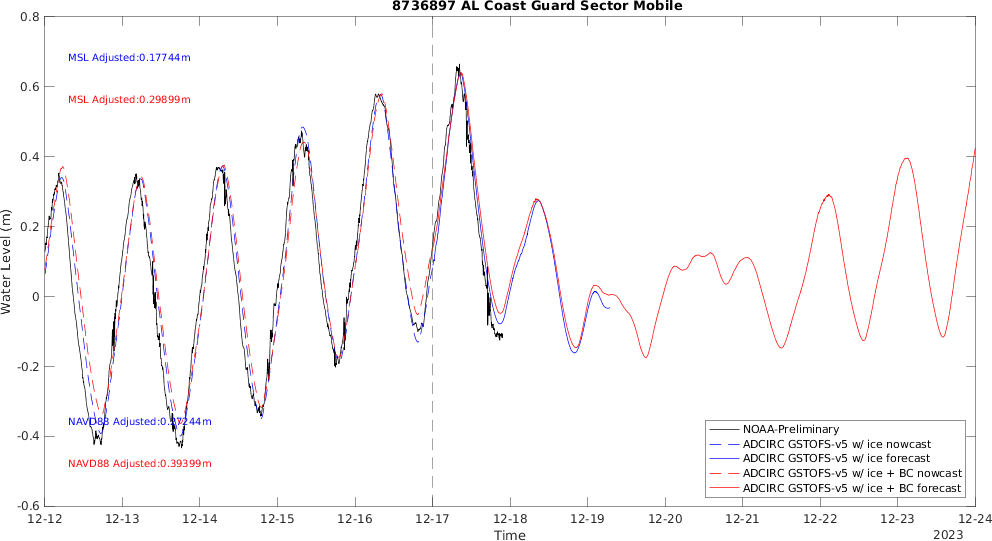 8736897 AL Coast Guard Sector Mobile
0.8
0.6
0.4
0.2
0
-0.2
-0.4
-0.6
Water Level (m)
MSL Adjusted:0.17744m
MSL Adjusted:0.29899m
NAVD88 Adjusted:0.27244m
NAVD88 Adjusted:0.39399m
NOAA-Preliminary
ADCIRC GSTOFS-v5 w/ ice nowcast
ADCIRC GSTOFS-v5 w/ ice forecast
ADCIRC GSTOFS-v5 w/ ice + BC nowcast
ADCIRC GSTOFS-v5 w/ ice + BC forecast
12-12 12-13 12-14 12-15 12-16 12-17 12-18 12-19 12-20 12-21 12-22 12-23 12-24
Time
2023